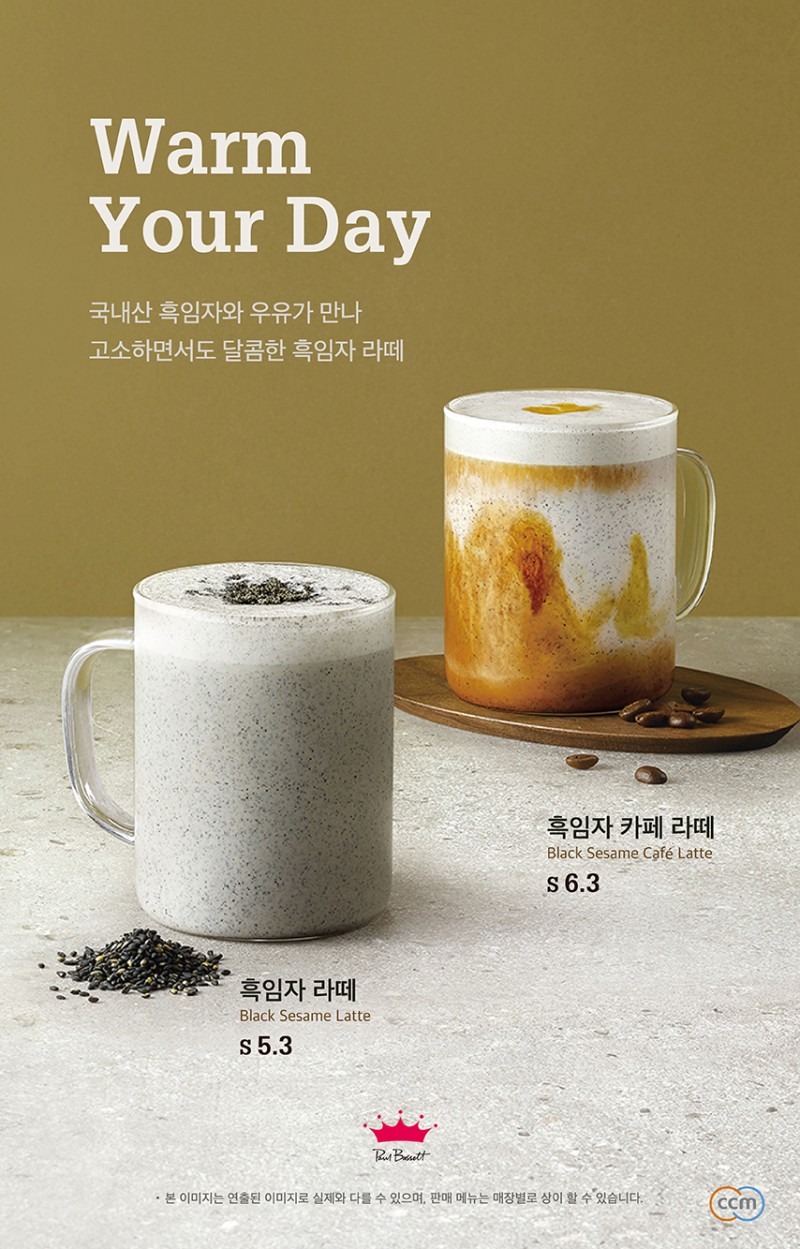 Warm
Your Day
국내산 흑임자와 우유가 만나
고소하면서도 달콤한 흑임자 라떼
흑임자 카페 라떼
Black Sesame Café Latte
S 6.3
흑임자 라떼
Black Sesame Latte
S 5.3
Paul Bassett
• 본 이미지는 연출된 이미지로 실제와 다를 수 있으며, 판매 메뉴는 매장별로 상이 할 수 있습니다.
ccm